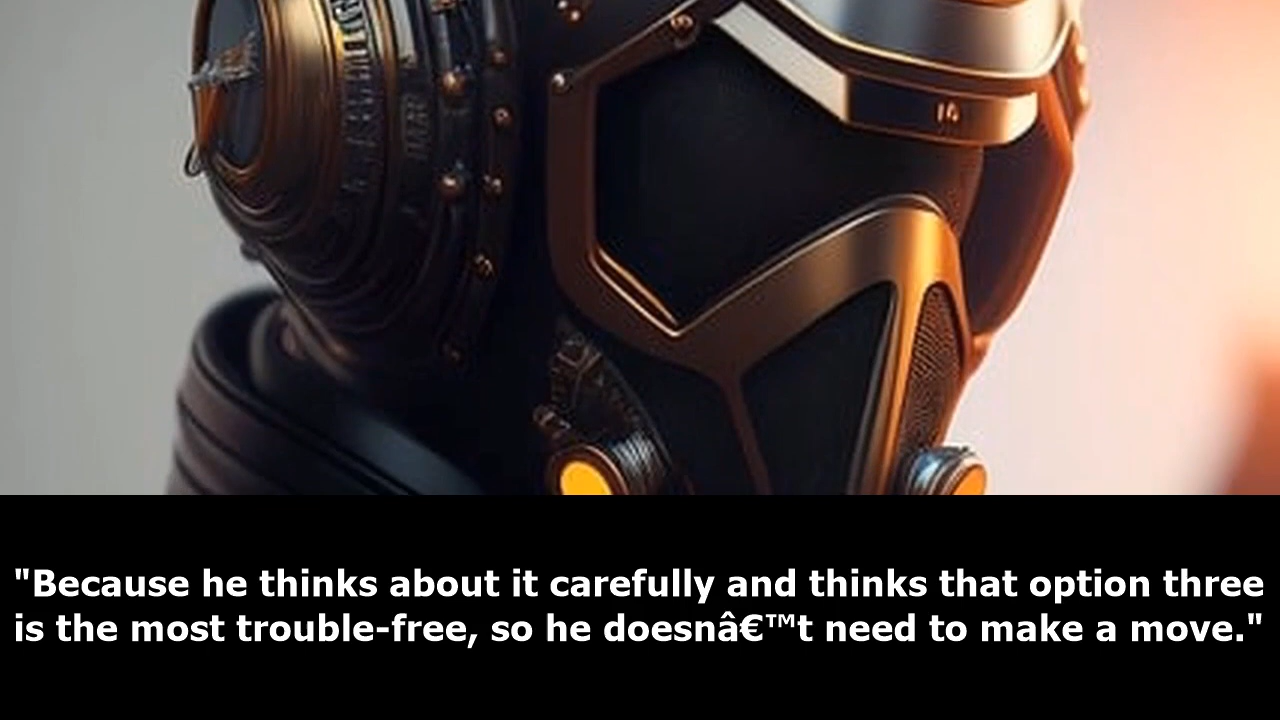 "Because he thinks about it carefully and thinks that option three
is the most trouble-free, so he doesnâ€™t need to make a move."